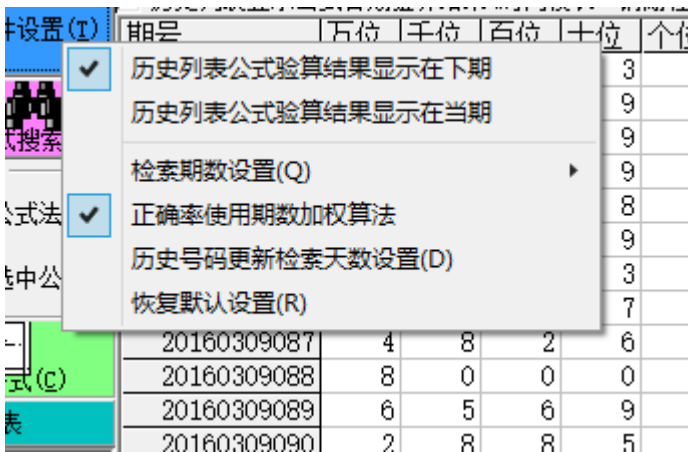 件设置(T)
期号 万位 千位 百位 十位 个位
历史列表公式验算结果显示在下期 3
历史列表公式验算结果显示在当期 9
式搜索 9
检索期数设置(Q) 9
公式法 正确率使用期数加权算法 8
历史号码更新检索天数设置(D) 9
选中公 3
恢复默认设置(R) 7
20160309087 4 8 2 6
20160309088 8 0 0 0
式(C)
20160309089 6 5 6 9
表
20160309090 2 8 8 5